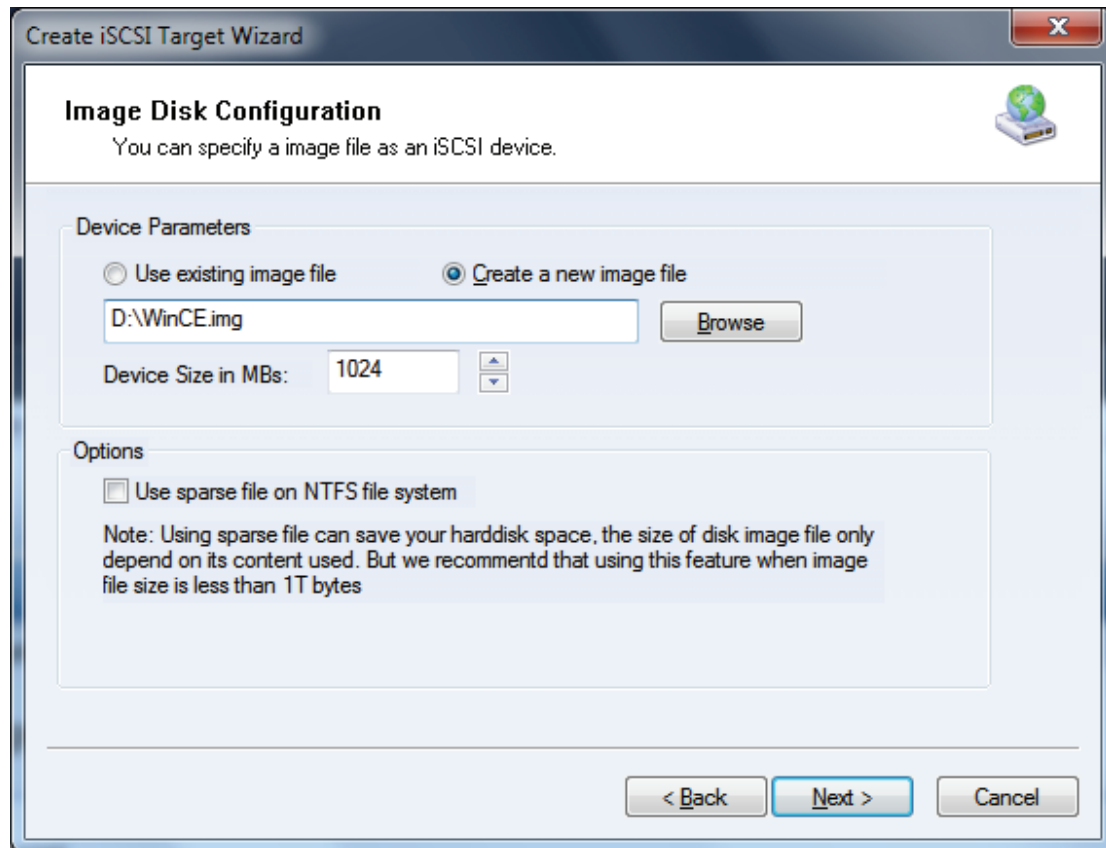 Create iSCSI Target Wizard
Image Disk Configuration
You can specify a image file as an iSCSI device.
Device Parameters
Use existing image file
Create a new image file
D:\WinCE.img
Browse
Device Size in MBs:
1024
Options
Use sparse file on NTFS file system
Note: Using sparse file can save your harddisk space, the size of disk image file only
depend on its content used. But we recommentd that using this feature when image
file size is less than 1T bytes
< Back
Next >
Cancel